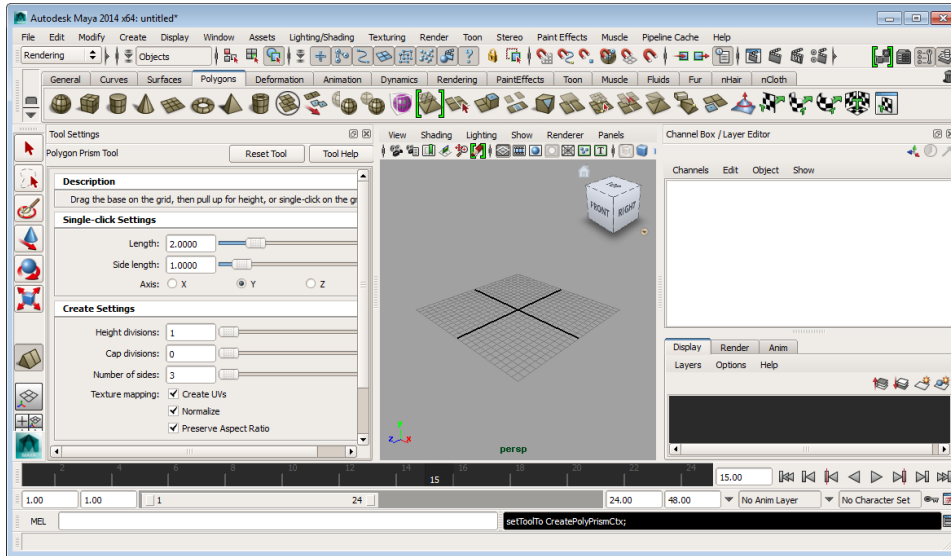 Autodesk Maya 2014 x64: untitled*
File Edit Modify Create Display Window Assets Lighting/Shading Texturing Render Toon Stereo Paint Effects Muscle Pipeline Cache Help
Rendering Objects
General Curves Surfaces Polygons Deformation Animation Dynamics Rendering PaintEffects Toon Muscle Fluids Fur nHair nCloth
Tool Settings
Polygon Prism Tool Reset Tool Tool Help
Description
Drag the base on the grid, then pull up for height, or single-click on the gr
Single-click Settings
Length: 2.0000
Side length: 1.0000
Axis: X Y Z
Create Settings
Height divisions: 1
Cap divisions: 0
Number of sides: 3
Texture mapping: Create UVs
Normalize
Preserve Aspect Ratio
View Shading Lighting Show Renderer Panels
TOP
FRONT RIGHT
Y
Z X
persp
Channel Box / Layer Editor
Channels Edit Object Show
Display Render Anim
Layers Options Help
2 4 6 8 10 12 14 15 16 18 20 22 24 15.00
1.00 1.00 1 24 24.00 48.00 No Anim Layer No Character Set
MEL setToolTo CreatePolyPrismCtx;